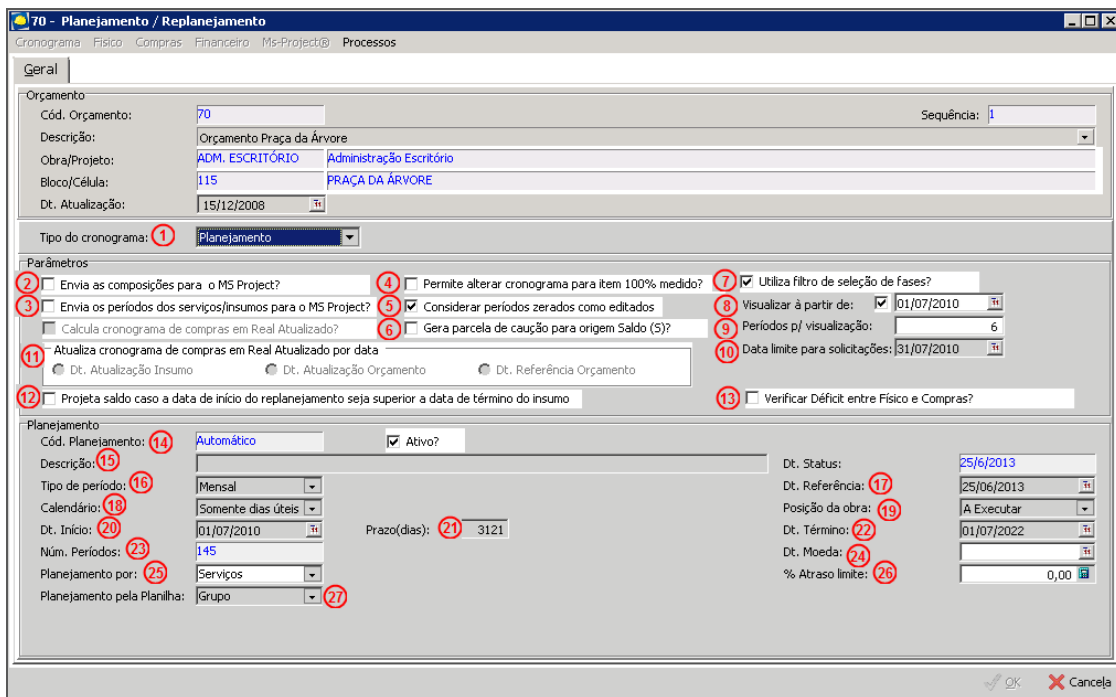 70 - Planejamento / Replanejamento
Cronograma Físico Compras Financeiro Ms-Project® Processos
Geral
Orçamento
Cód. Orçamento: 70 Sequência: 1
Descrição: Orçamento Praça da Árvore
Obra/Projeto: ADM. ESCRITÓRIO Administração Escritório
Bloco/Célula: 115 PRAÇA DA ÁRVORE
Dt. Atualização: 15/12/2008
Tipo do cronograma: 1 Planejamento
Parâmetros
2 Envia as composições para o MS Project? 4 Permite alterar cronograma para item 100% medido? 7 Utiliza filtro de seleção de fases?
3 Envia os períodos dos serviços/insumos para o MS Project? 5 Considerar períodos zerados como editados 8 Visualizar à partir de: 01/07/2010
Calcula cronograma de compras em Real Atualizado? 6 Gera parcela de caução para origem Saldo (S)? 9 Períodos p/ visualização: 6
11 Atualiza cronograma de compras em Real Atualizado por data 10 Data limite para solicitações: 31/07/2010
Dt. Atualização Insumo Dt. Atualização Orçamento Dt. Referência Orçamento
12 Projeta saldo caso a data de início do replanejamento seja superior a data de término do insumo 13 Verificar Déficit entre Físico e Compras?
Planejamento
Cód. Planejamento: 14 Automático Ativo?
Descrição: 15 Dt. Status: 25/6/2013
Tipo de período: 16 Mensal Dt. Referência: 17 25/06/2013
Calendário: 18 Somente dias úteis Posição da obra: 19 A Executar
Dt. Início: 20 01/07/2010 Prazo(dias): 21 3121 Dt. Término: 22 01/07/2022
Núm. Períodos: 23 145 Dt. Moeda: 24
Planejamento por: 25 Serviços % Atraso limite: 26 0,00
Planejamento pela Planilha: Grupo 27
OK Cancela